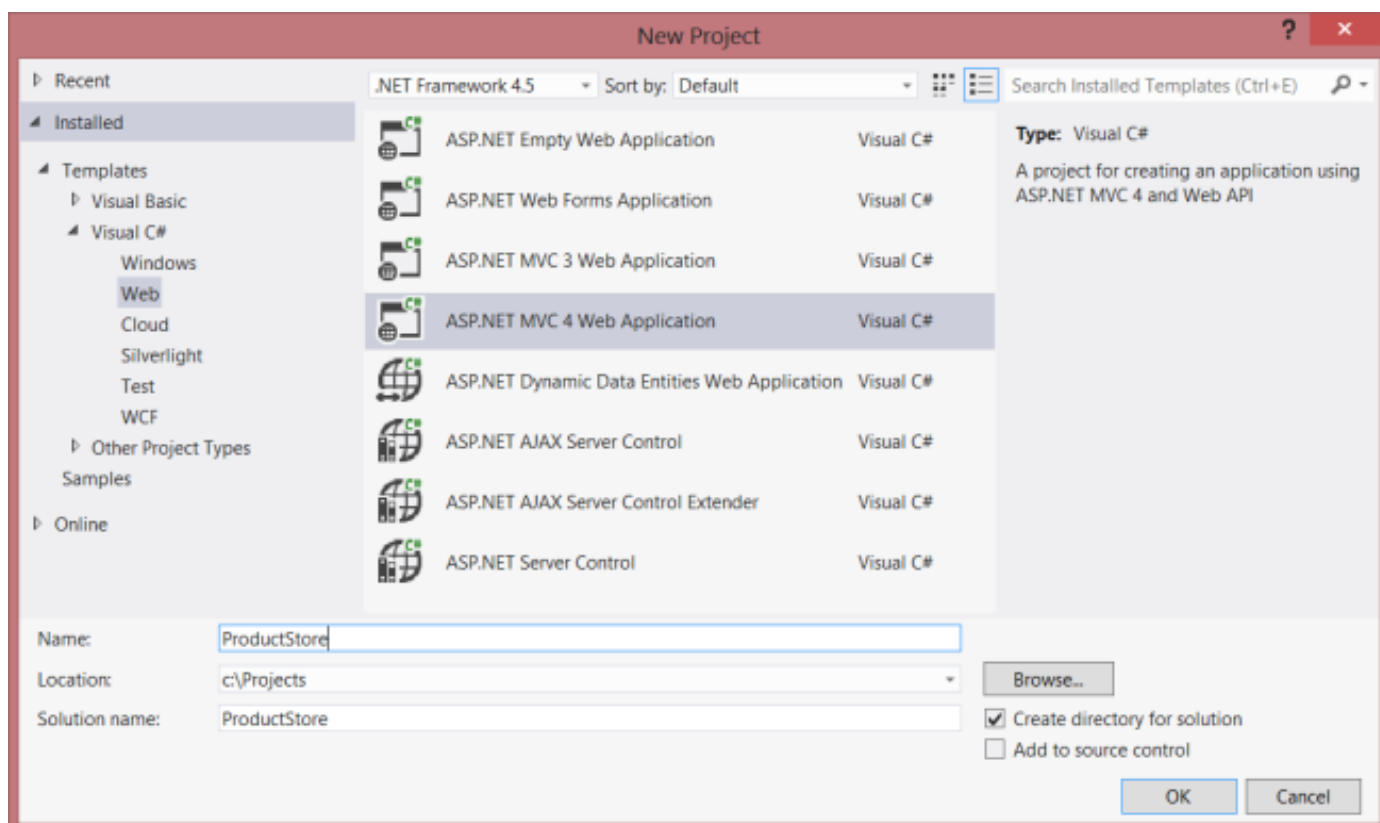 New Project
?
Recent
Installed
Templates
Visual Basic
Visual C#
Windows
Web
Cloud
Silverlight
Test
WCF
Other Project Types
Samples
Online
.NET Framework 4.5 Sort by: Default
Search Installed Templates (Ctrl+E)
ASP.NET Empty Web Application Visual C#
ASP.NET Web Forms Application Visual C#
ASP.NET MVC 3 Web Application Visual C#
ASP.NET MVC 4 Web Application Visual C#
ASP.NET Dynamic Data Entities Web Application Visual C#
ASP.NET AJAX Server Control Visual C#
ASP.NET AJAX Server Control Extender Visual C#
ASP.NET Server Control Visual C#
Type: Visual C#
A project for creating an application using
ASP.NET MVC 4 and Web API
Name: ProductStore
Location: c:\Projects
Browse...
Solution name: ProductStore
Create directory for solution
Add to source control
OK Cancel